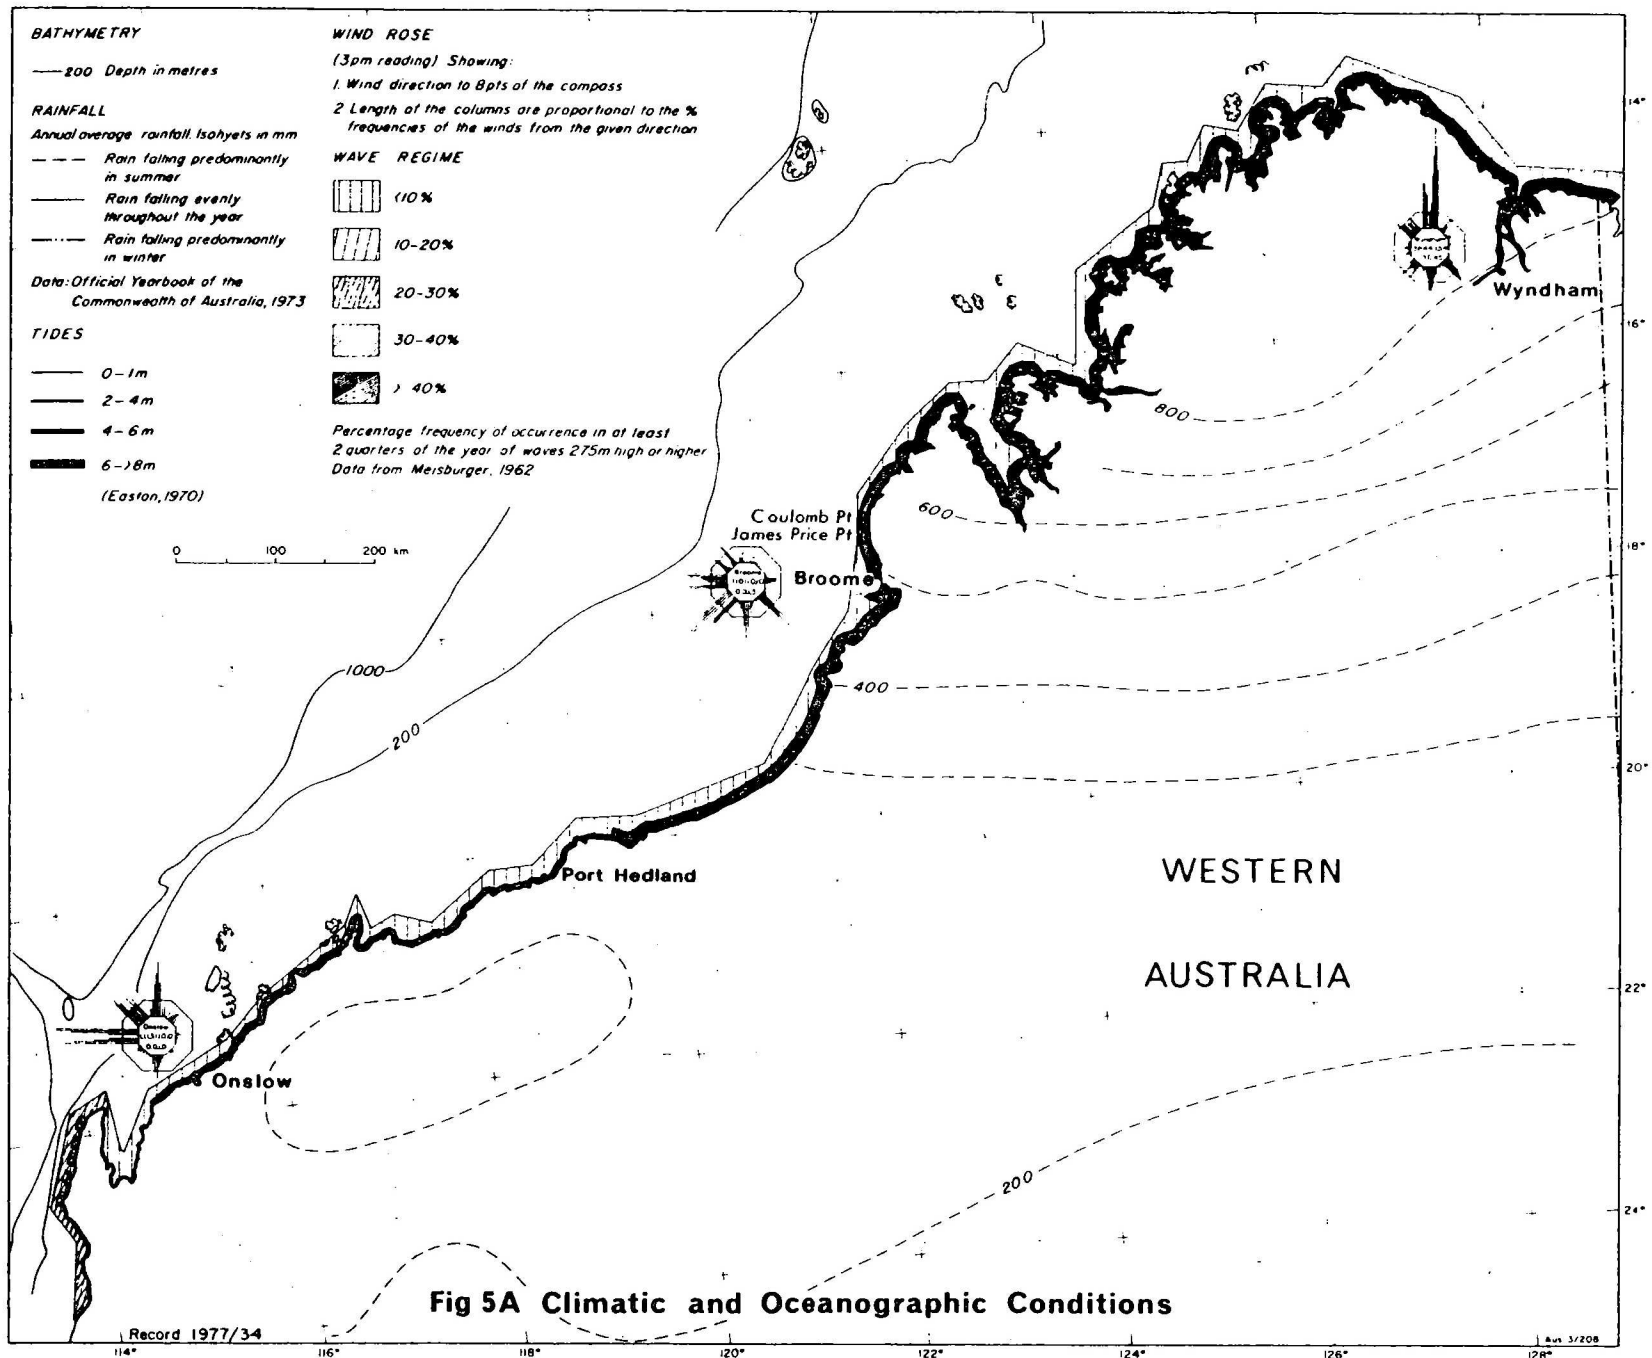 BATHYMETRY
200 Depth in metres
RAINFALL
Annual average rainfall. Isohyets in mm
Rain falling predominantly
in summer
Rain falling evenly
throughout the year
Rain falling predominantly
in winter
Data: Official Yearbook of the
Commonwealth of Australia, 1973
TIDES
0-1m
2-4m
4-6m
6->8m
(Easton, 1970)
WIND ROSE
(3pm reading) Showing:
1. Wind direction to 8pts of the compass
2 Length of the columns are proportional to the %
frequencies of the winds from the given direction
WAVE REGIME
<10%
10-20%
20-30%
30-40%
> 40%
Percentage frequency of occurrence in at least
2 quarters of the year of waves 275m high or higher
Data from Meisburger, 1962
0 100 200 km
14°
Wyndham
16°
800
600
Coulomb Pt
James Price Pt
18°
Broome
Broome
1000
400
200
20°
Port Hedland
WESTERN
AUSTRALIA
22°
Onslow
Onslow
200
24°
Fig 5A Climatic and Oceanographic Conditions
Record 1977/34
Aus 3/208
114° 116° 118° 120° 122° 124° 126° 128°